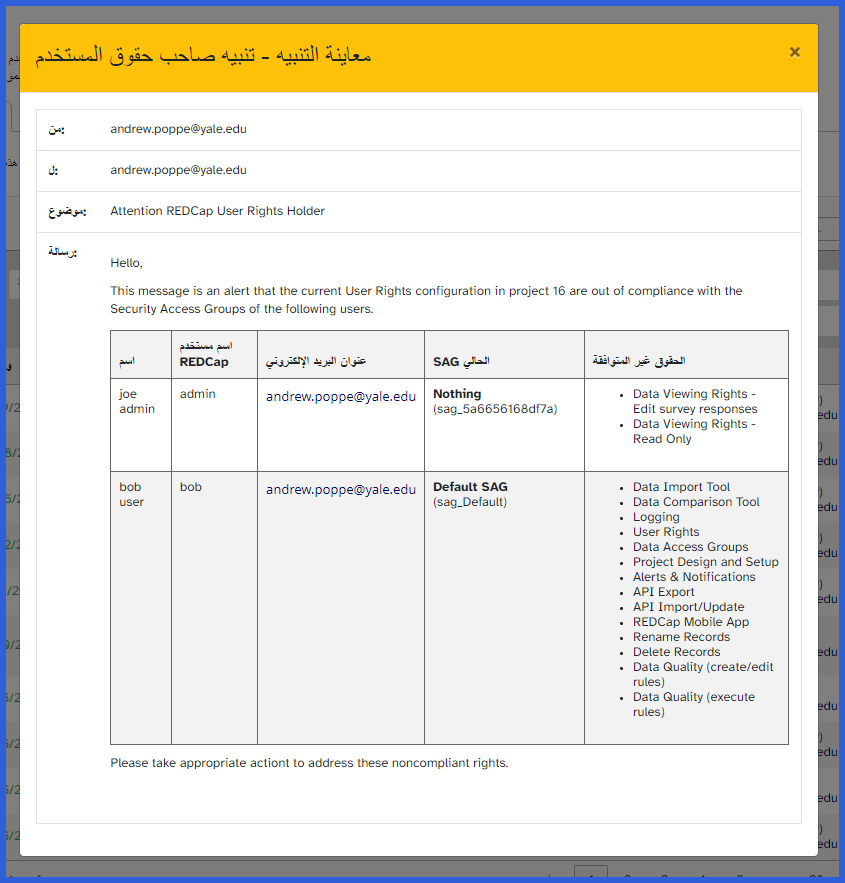 معاينة التنبيه - تنبيه صاحب حقوق المستخدم
×
من:
andrew.poppe@yale.edu
ل:
andrew.poppe@yale.edu
موضوع:
Attention REDCap User Rights Holder
رسالة:
Hello,
This message is an alert that the current User Rights configuration in project 16 are out of compliance with the
Security Access Groups of the following users.
اسم
اسم مستخدم
REDCap
عنوان البريد الإلكتروني
SAG الحالي
الحقوق غير المتوافقة
joe
admin
admin
andrew.poppe@yale.edu
Nothing
(sag_5a6656168df7a)
Data Viewing Rights -
Edit survey responses
Data Viewing Rights -
Read Only
bob
user
bob
andrew.poppe@yale.edu
Default SAG
(sag_Default)
Data Import Tool
Data Comparison Tool
Logging
User Rights
Data Access Groups
Project Design and Setup
Alerts & Notifications
API Export
API Import/Update
REDCap Mobile App
Rename Records
Delete Records
Data Quality (create/edit
rules)
Data Quality (execute
rules)
Please take appropriate actiont to address these noncompliant rights.